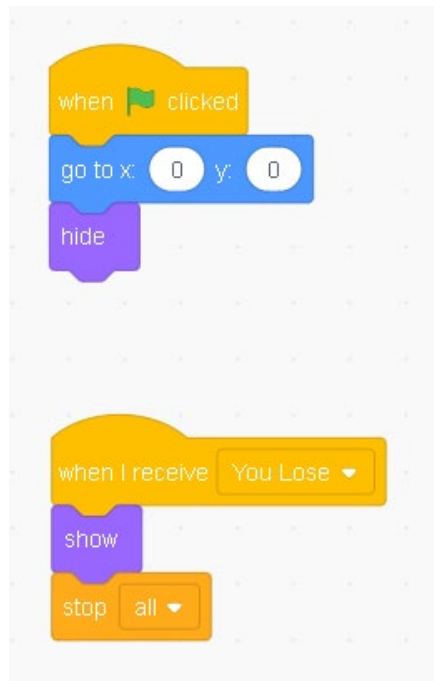 when clicked
go to x: 0 y: 0
hide
when I receive You Lose
show
stop all